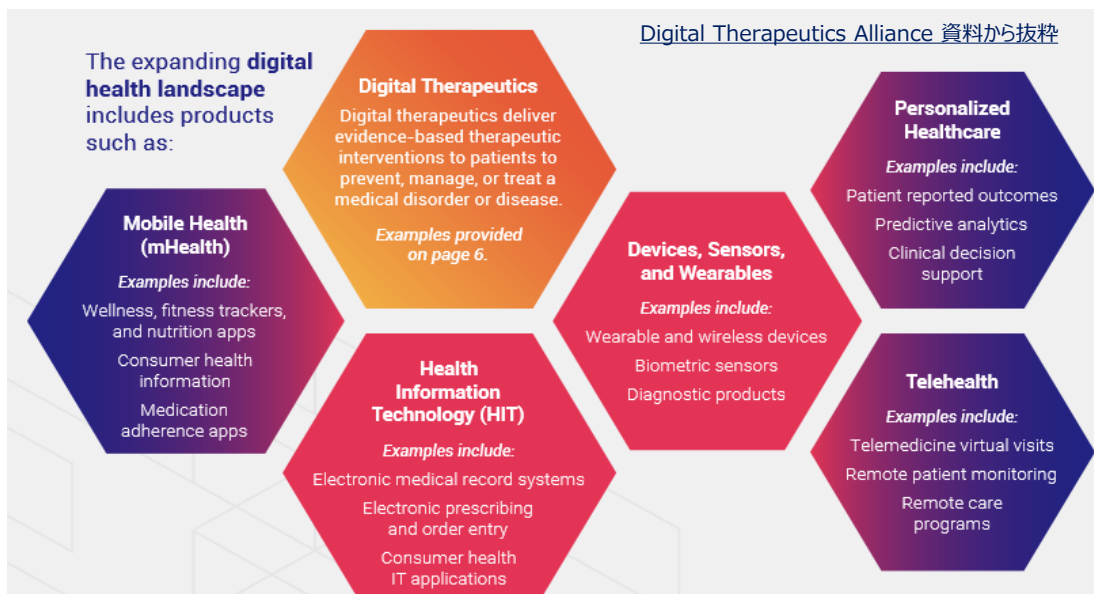 Digital Therapeutics Alliance 資料から抜粋
The expanding digital
health landscape
includes products
such as:
Digital Therapeutics
Digital therapeutics deliver
evidence-based therapeutic
interventions to patients to
prevent, manage, or treat a
medical disorder or disease.
Examples provided
on page 6.
Mobile Health
(mHealth)
Examples include:
Wellness, fitness trackers,
and nutrition apps
Consumer health
information
Medication
adherence apps
Health
Information
Technology (HIT)
Examples include:
Electronic medical record systems
Electronic prescribing
and order entry
Consumer health
IT applications
Devices, Sensors,
and Wearables
Examples include:
Wearable and wireless devices
Biometric sensors
Diagnostic products
Personalized
Healthcare
Examples include:
Patient reported outcomes
Predictive analytics
Clinical decision
support
Telehealth
Examples include:
Telemedicine virtual visits
Remote patient monitoring
Remote care
programs